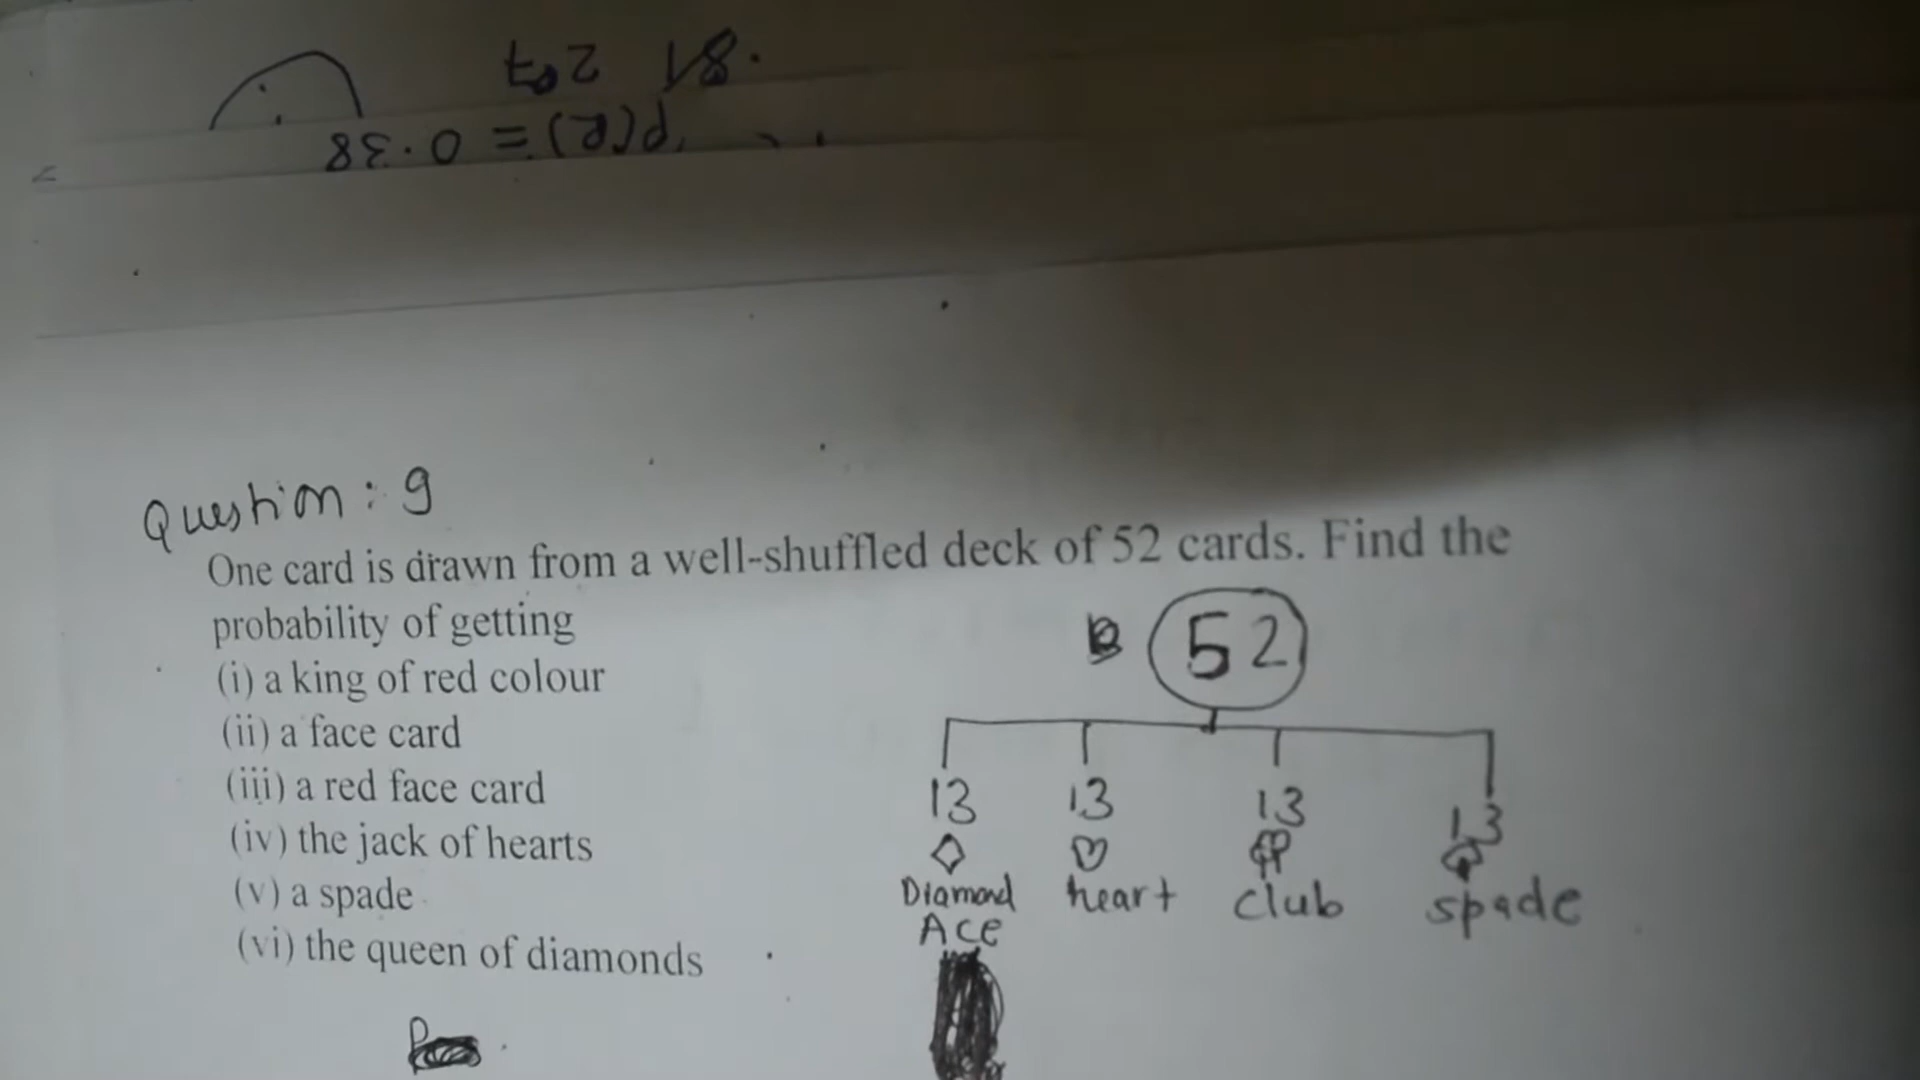 P(R) = 0.38
Question : 9
One card is drawn from a well-shuffled deck of 52 cards. Find the
probability of getting
(i) a king of red colour
(ii) a face card
(iii) a red face card
(iv) the jack of hearts
(v) a spade
(vi) the queen of diamonds
52
13 13 13 13
Diamond heart club spade
Ace